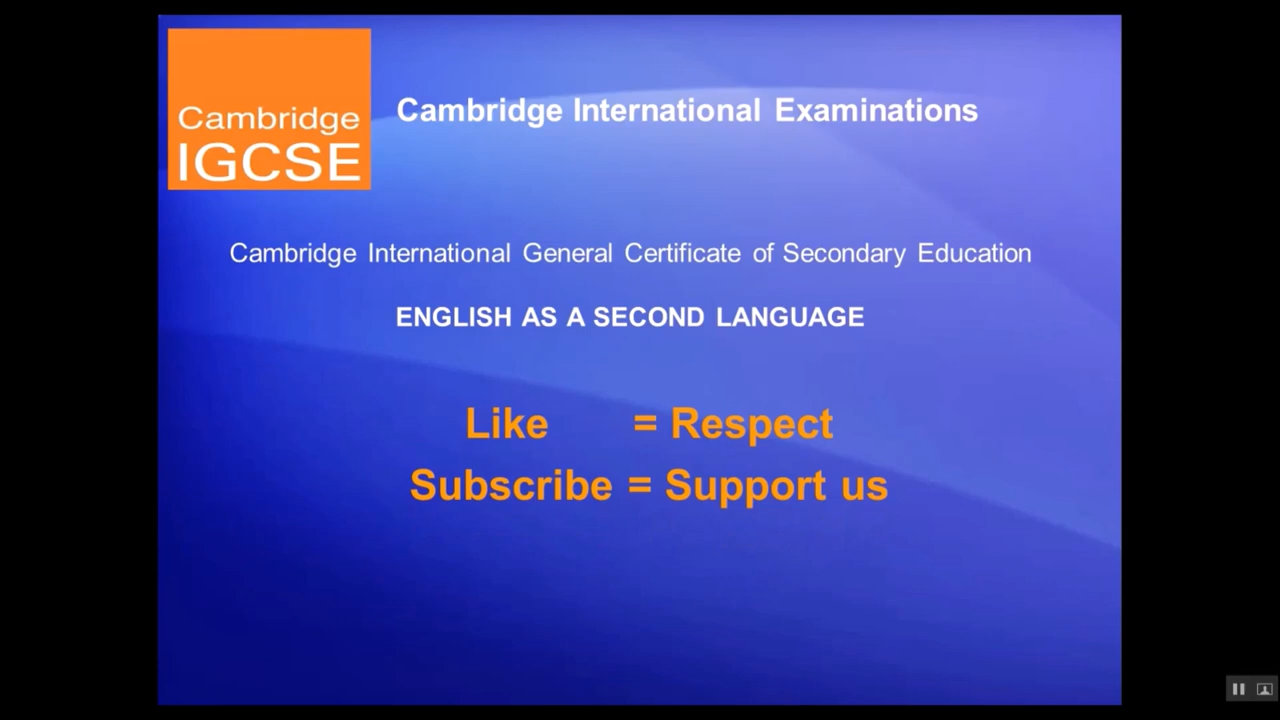 Cambridge
IGCSE
Cambridge International Examinations
Cambridge International General Certificate of Secondary Education
ENGLISH AS A SECOND LANGUAGE
Like = Respect
Subscribe = Support us